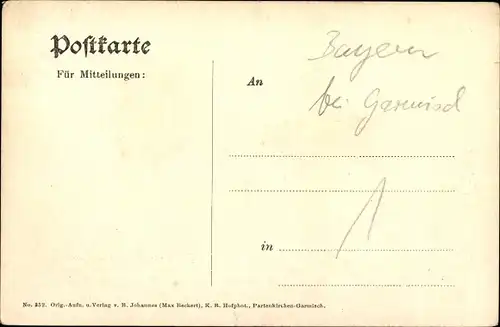 Postkarte
Für Mitteilungen:
An
Bayern
bei Garmisch
in
1
No. 552. Orig.-Aufn. u. Verlag v. B. Johannes (Max Beckert), K. B. Hofphot., Partenkirchen-Garmisch.